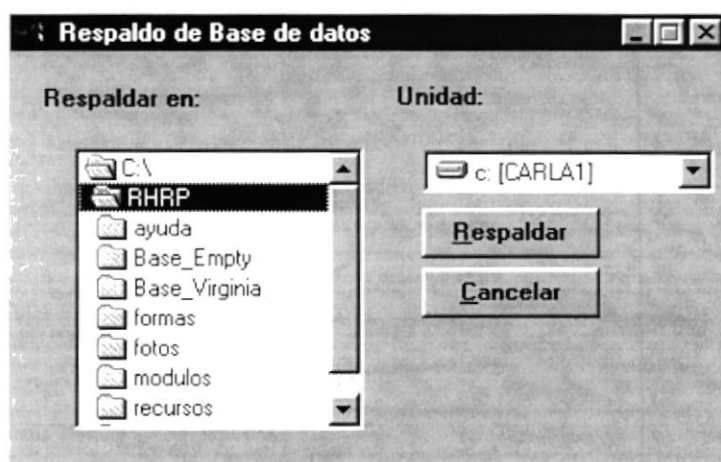 Respaldo de Base de datos
Respaldar en:
Unidad:
C:\
RHRP
ayuda
Base_Empty
Base_Virginia
formas
fotos
modulos
recursos
c: [CARLA1]
Respaldar
Cancelar